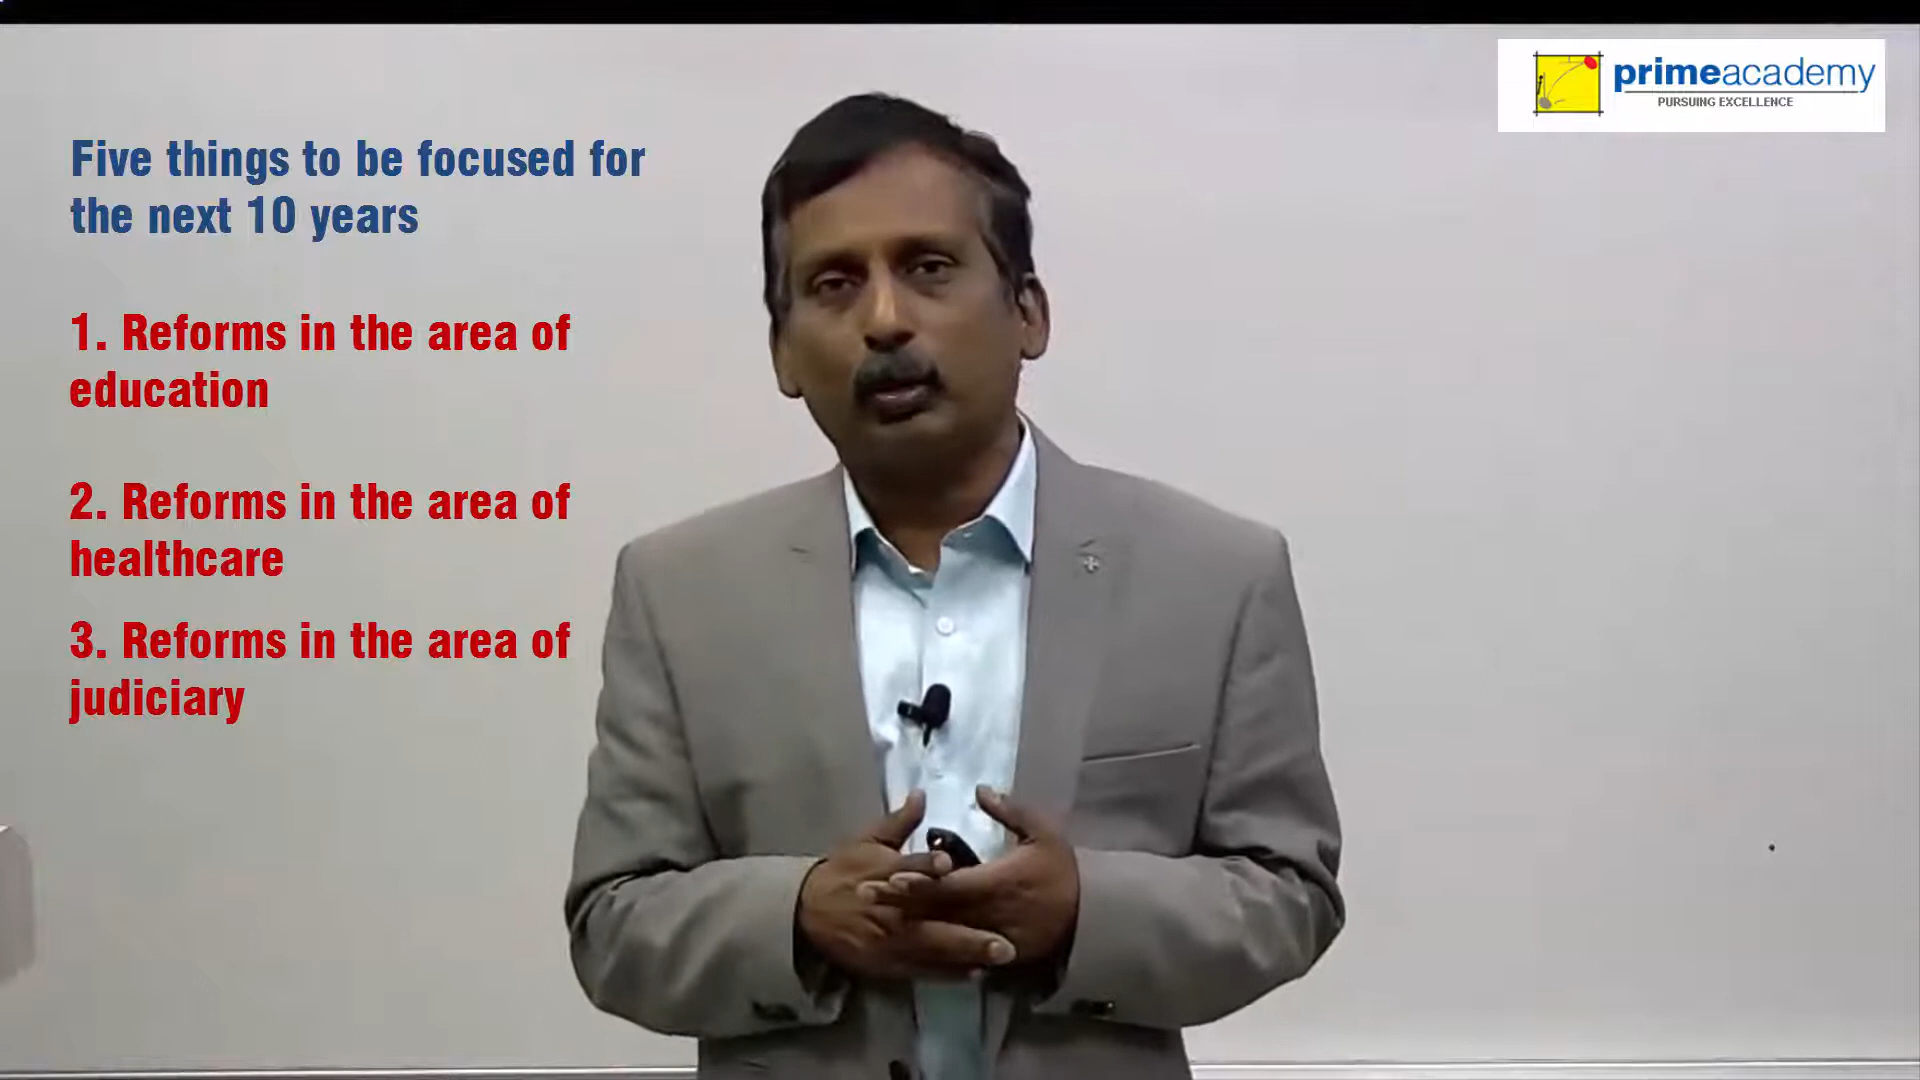 primeacademy
PURSUING EXCELLENCE
Five things to be focused for
the next 10 years
1. Reforms in the area of
education
2. Reforms in the area of
healthcare
3. Reforms in the area of
judiciary